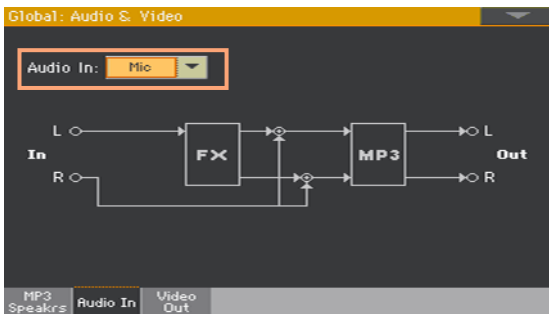 Global: Audio & Video
Audio In: Mic
L
L
In
FX
MP3
Out
R
R
MP3
Speakrs
Audio In
Video
Out